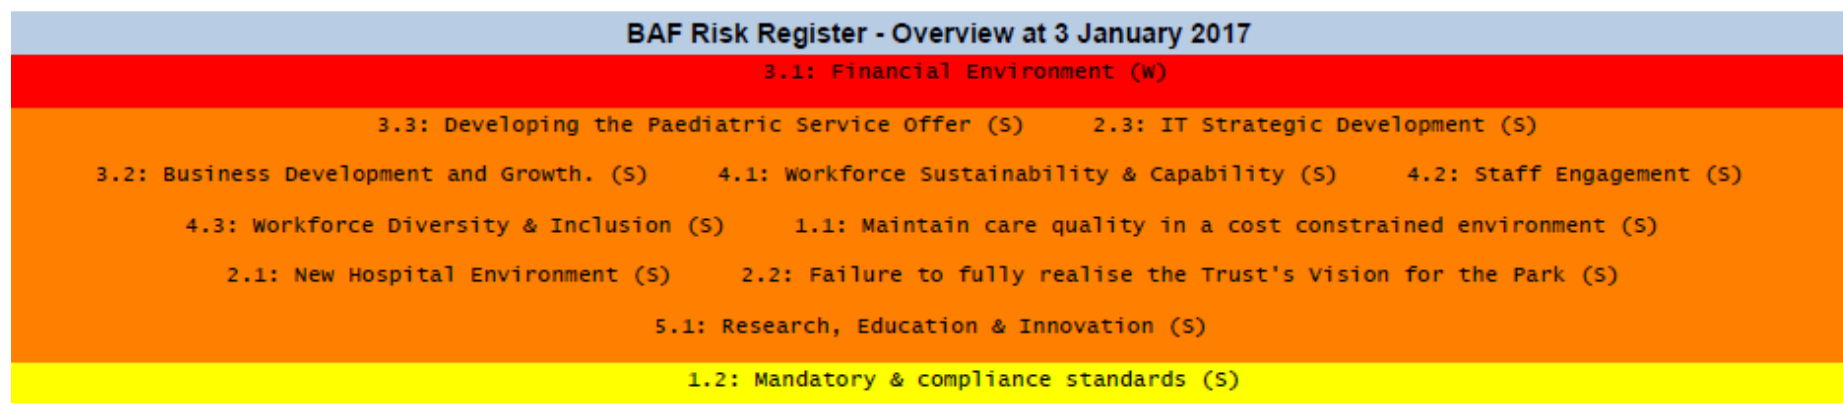 BAF Risk Register - Overview at 3 January 2017
3.1: Financial Environment (W)
3.3: Developing the Paediatric Service Offer (S) 2.3: IT Strategic Development (S)
3.2: Business Development and Growth. (S) 4.1: Workforce Sustainability & Capability (S) 4.2: Staff Engagement (S)
4.3: Workforce Diversity & Inclusion (S) 1.1: Maintain care quality in a cost constrained environment (S)
2.1: New Hospital Environment (S) 2.2: Failure to fully realise the Trust's Vision for the Park (S)
5.1: Research, Education & Innovation (S)
1.2: Mandatory & compliance standards (S)